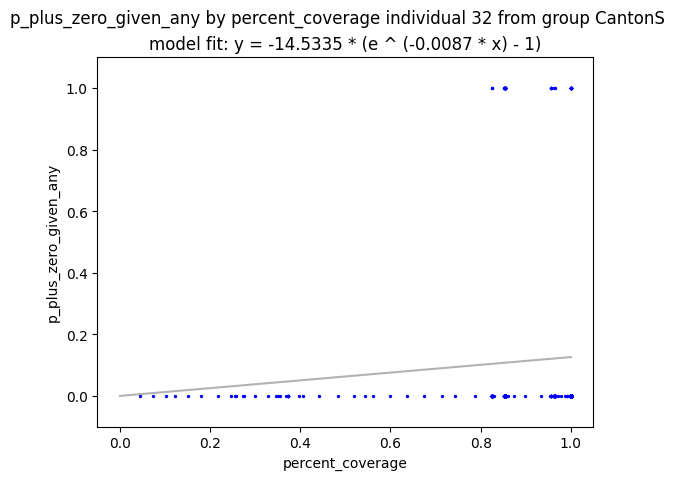 p_plus_zero_given_any by percent_coverage individual 32 from group CantonS
model fit: y = -14.5335 * (e ^ (-0.0087 * x) - 1)
1.0
0.8
0.6
0.4
0.2
0.0
p_plus_zero_given_any
0.0 0.2 0.4 0.6 0.8 1.0
percent_coverage